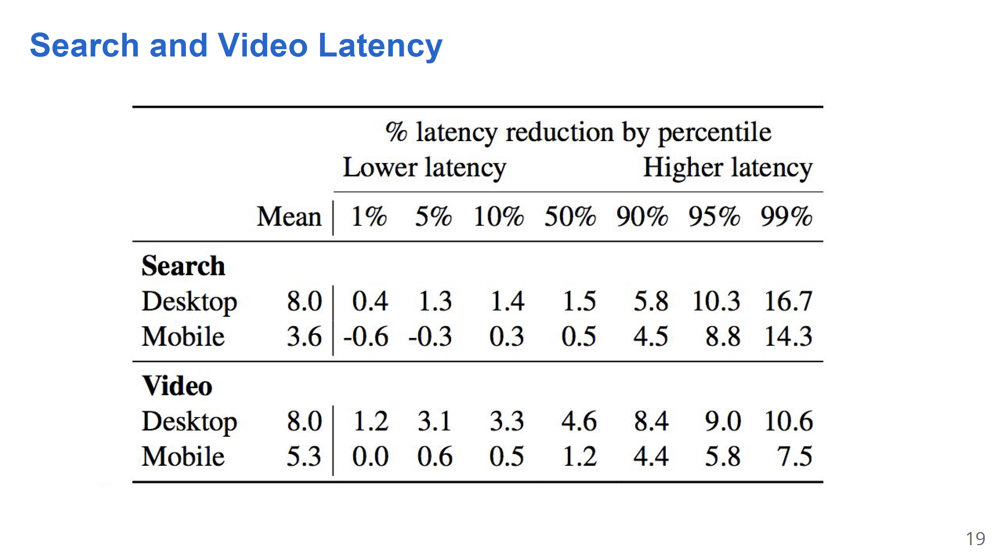 Search and Video Latency
% latency reduction by percentile
Lower latency Higher latency
Mean 1% 5% 10% 50% 90% 95% 99%
Search
Desktop 8.0 0.4 1.3 1.4 1.5 5.8 10.3 16.7
Mobile 3.6 -0.6 -0.3 0.3 0.5 4.5 8.8 14.3
Video
Desktop 8.0 1.2 3.1 3.3 4.6 8.4 9.0 10.6
Mobile 5.3 0.0 0.6 0.5 1.2 4.4 5.8 7.5
19